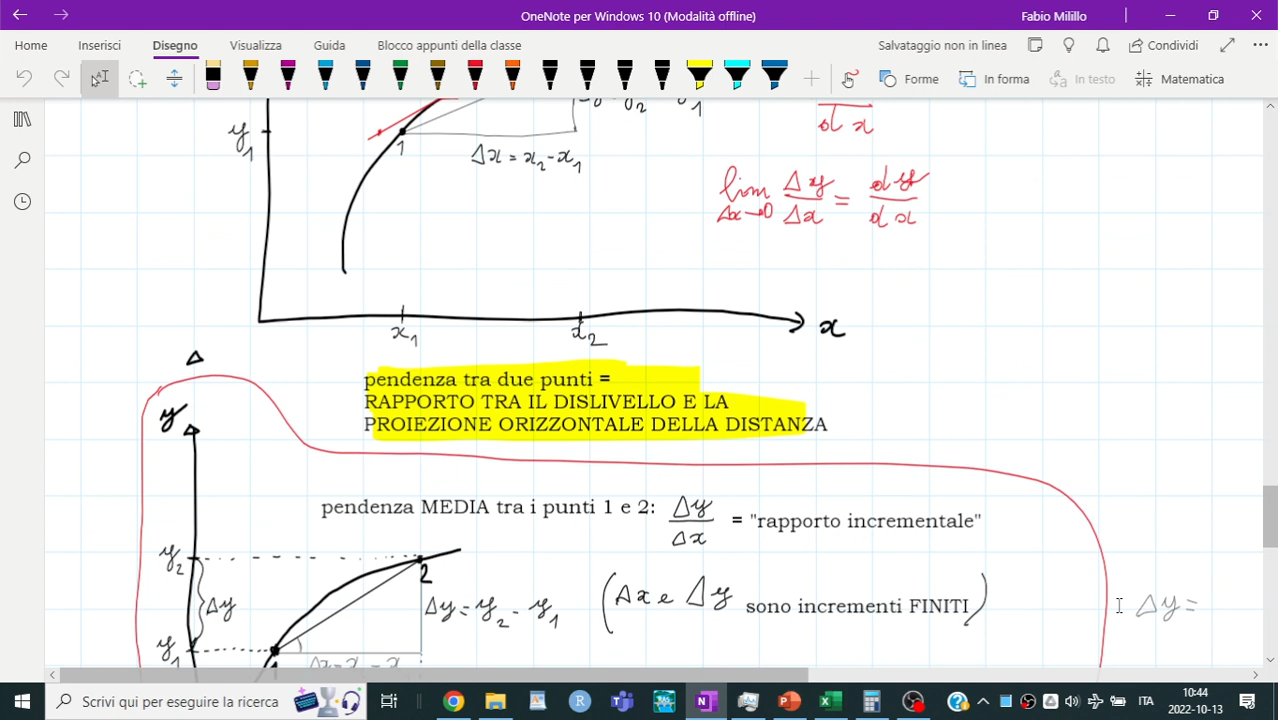 OneNote per Windows 10 (Modalità offline)
Fabio Milillo
Home Inserisci Disegno Visualizza Guida Blocco appunti della classe
Salvataggio non in linea Condividi
Forme In forma In testo Matematica
y₁
1
Δx = x₂-x₁
d x
lim Δy/Δx = dy/dx
Δx→0
x₁ x₂ x
pendenza tra due punti =
RAPPORTO TRA IL DISLIVELLO E LA
PROIEZIONE ORIZZONTALE DELLA DISTANZA
y
pendenza MEDIA tra i punti 1 e 2: Δy/Δx = "rapporto incrementale"
y₂
2
Δy Δy = y₂ - y₁ (Δx e Δy sono incrementi FINITI) Δy =
y₁
1
Scrivi qui per eseguire la ricerca
ITA
10:44
2022-10-13